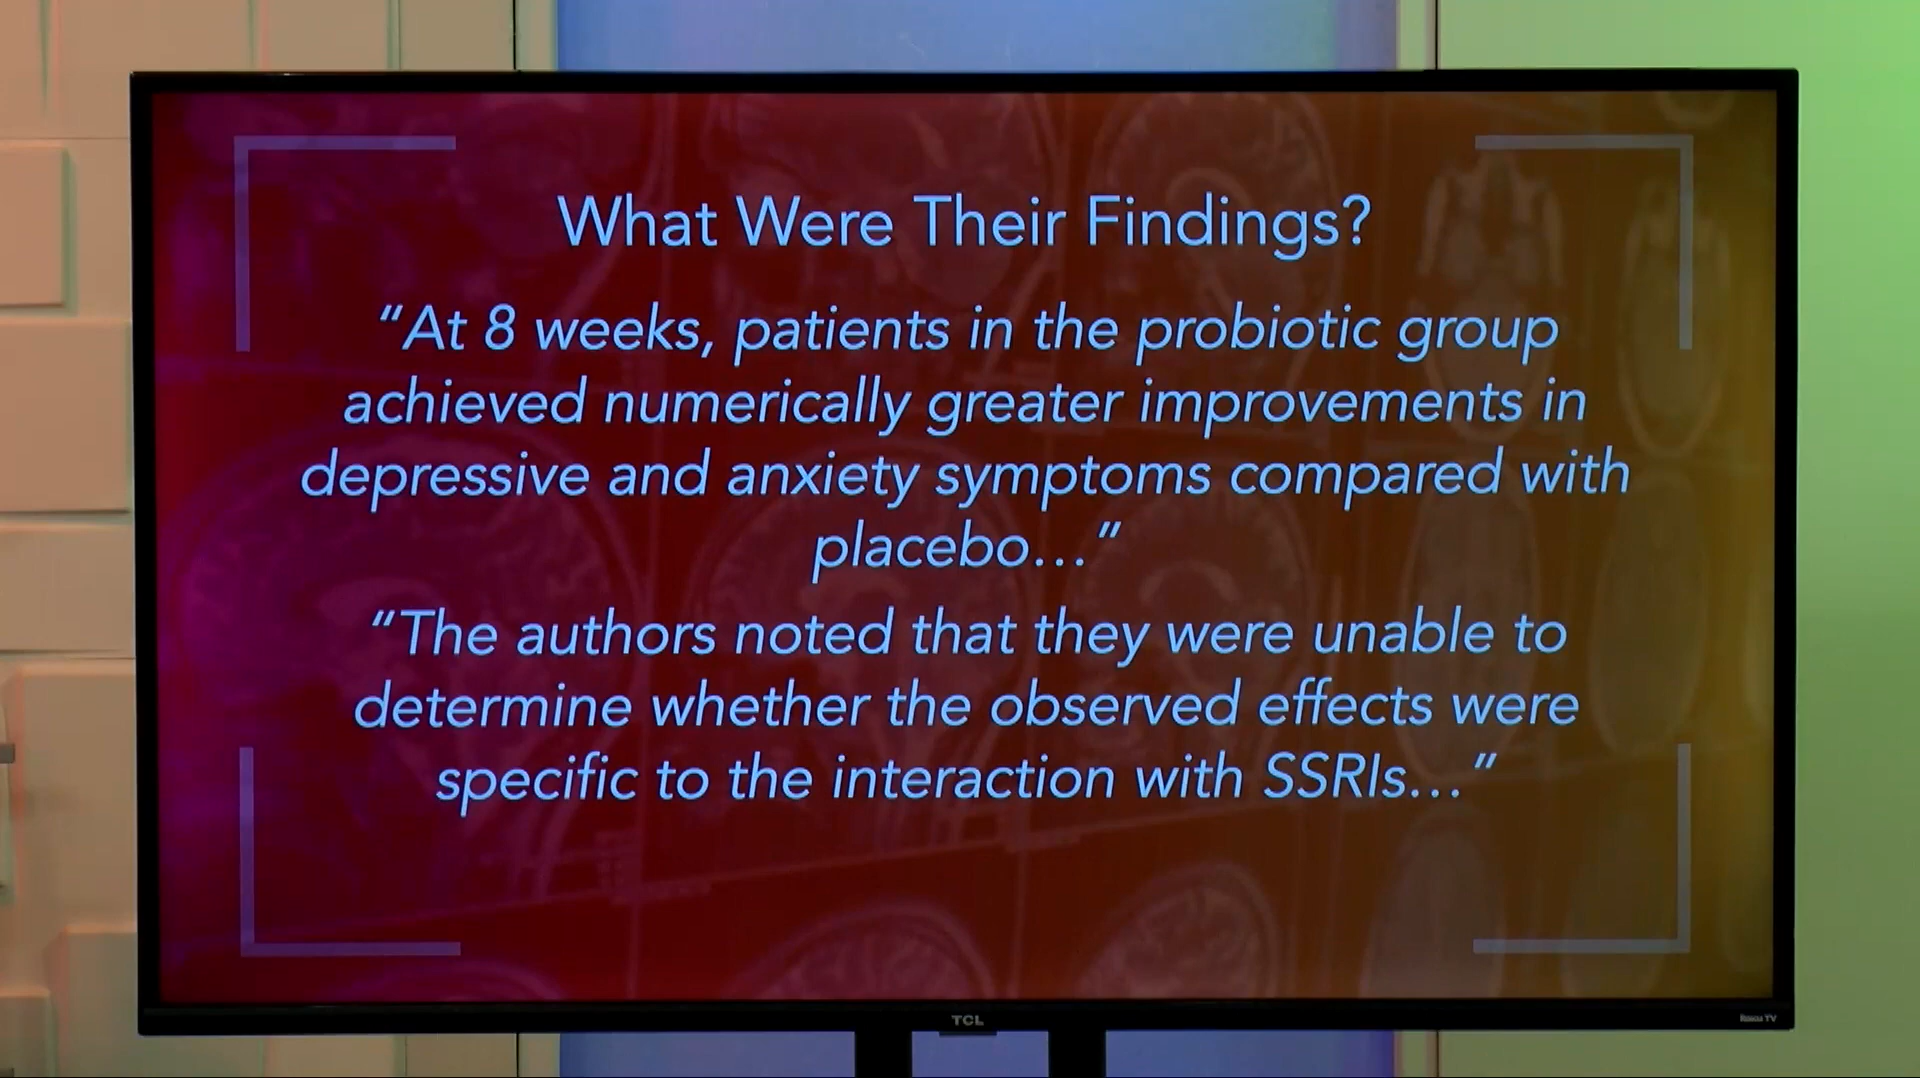 What Were Their Findings?
“At 8 weeks, patients in the probiotic group
achieved numerically greater improvements in
depressive and anxiety symptoms compared with
placebo…”
“The authors noted that they were unable to
determine whether the observed effects were
specific to the interaction with SSRIs…”
TCL
Roku TV